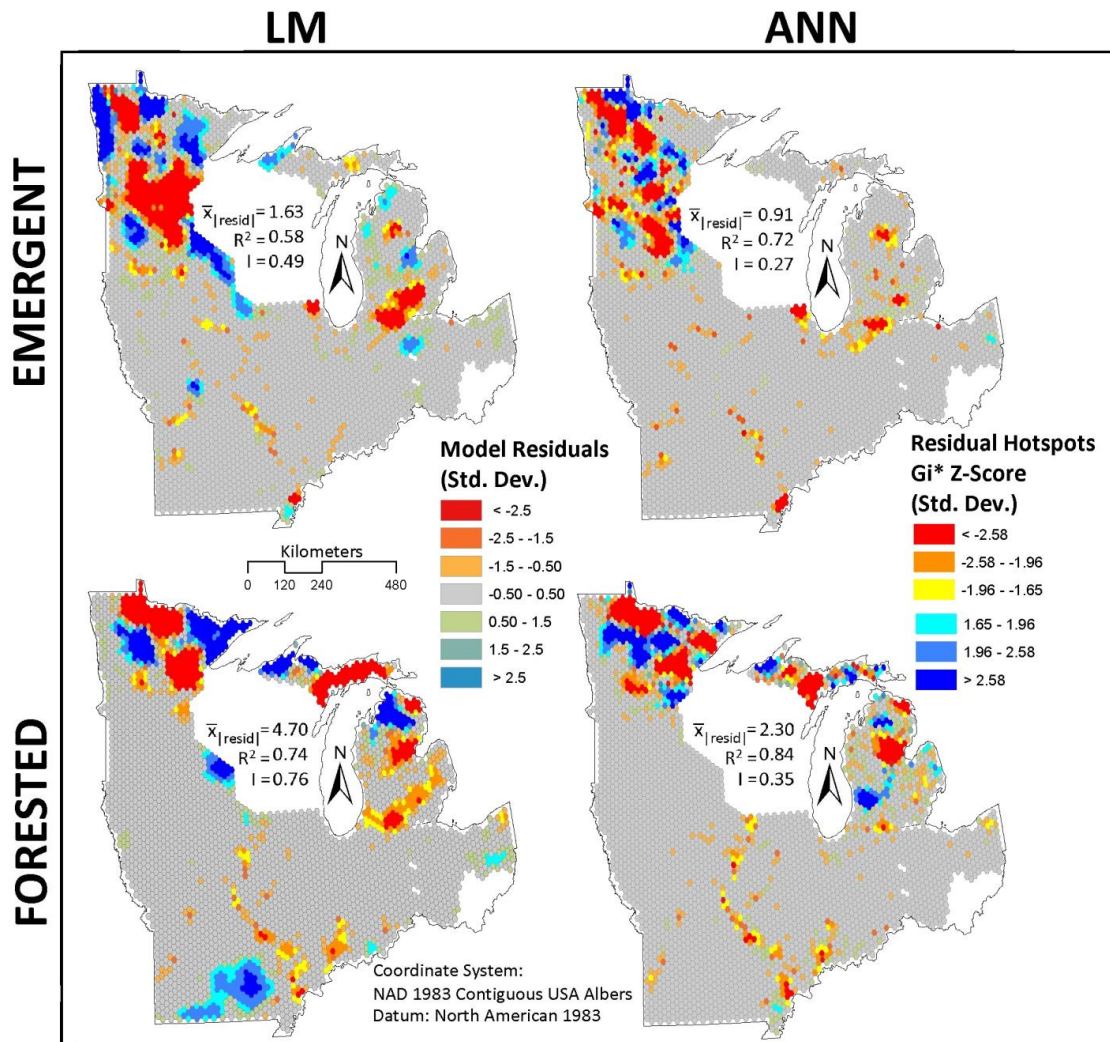 LM
ANN
EMERGENT
x̄|resid| = 1.63
R² = 0.58
I = 0.49
N
x̄|resid| = 0.91
R² = 0.72
I = 0.27
N
Model Residuals
(Std. Dev.)
< -2.5
-2.5 - -1.5
-1.5 - -0.50
-0.50 - 0.50
0.50 - 1.5
1.5 - 2.5
> 2.5
Residual Hotspots
Gi* Z-Score
(Std. Dev.)
< -2.58
-2.58 - -1.96
-1.96 - -1.65
1.65 - 1.96
1.96 - 2.58
> 2.58
Kilometers
0 120 240 480
FORESTED
x̄|resid| = 4.70
R² = 0.74
I = 0.76
N
x̄|resid| = 2.30
R² = 0.84
I = 0.35
N
Coordinate System:
NAD 1983 Contiguous USA Albers
Datum: North American 1983